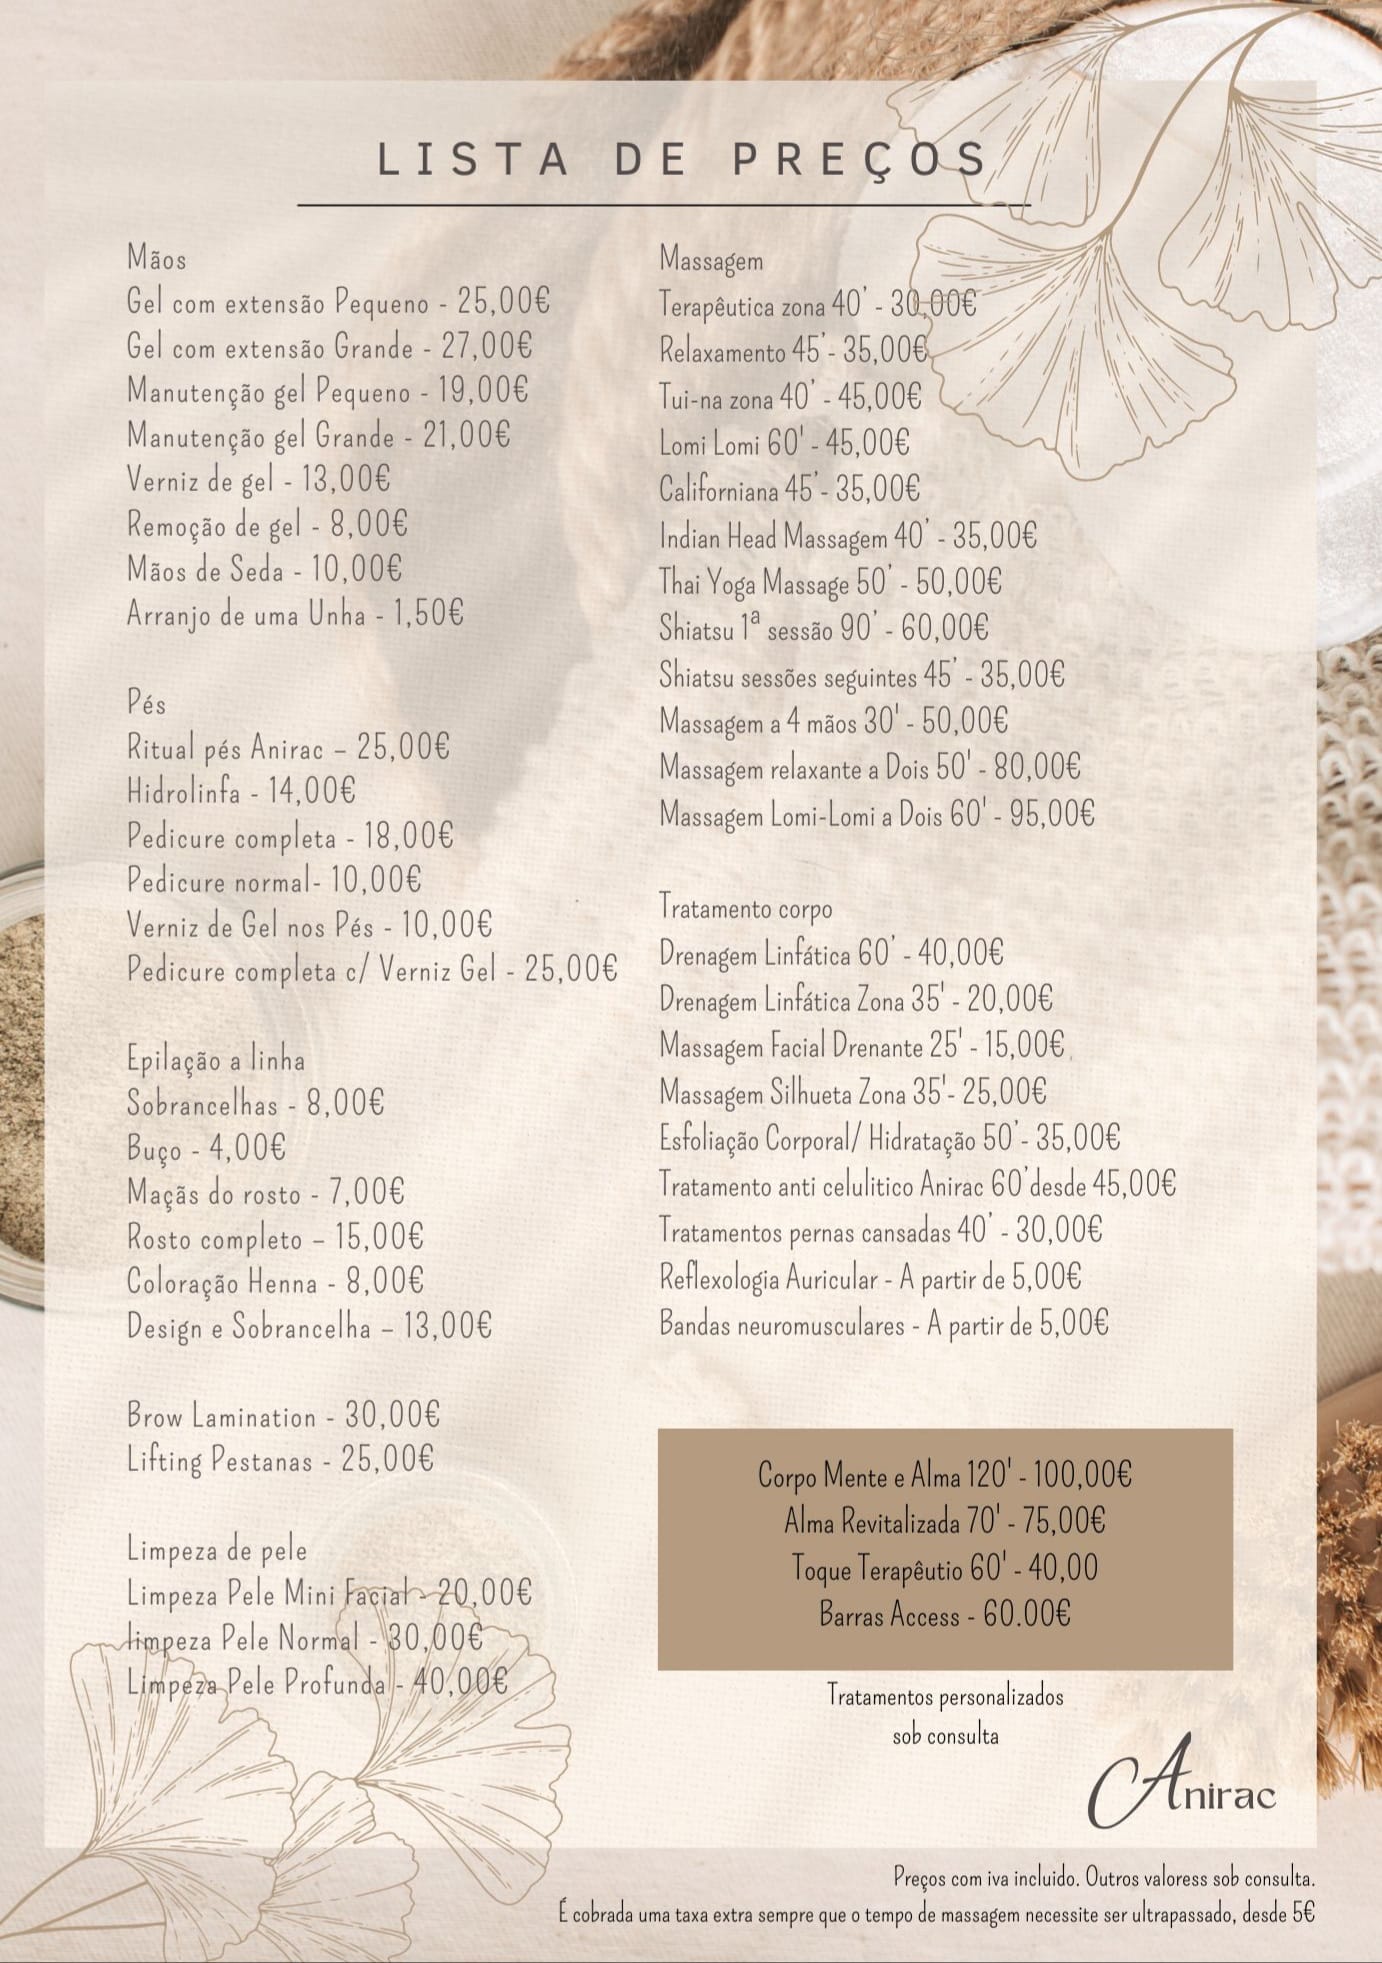 LISTA DE PREÇOS
Mãos
Gel com extensão Pequeno - 25,00€
Gel com extensão Grande - 27,00€
Manutenção gel Pequeno - 19,00€
Manutenção gel Grande - 21,00€
Verniz de gel - 13,00€
Remoção de gel - 8,00€
Mãos de Seda - 10,00€
Arranjo de uma Unha - 1,50€
Pés
Ritual pés Anirac – 25,00€
Hidrolinfa - 14,00€
Pedicure completa - 18,00€
Pedicure normal- 10,00€
Verniz de Gel nos Pés - 10,00€
Pedicure completa c/ Verniz Gel - 25,00€
Epilação a linha
Sobrancelhas - 8,00€
Buço - 4,00€
Maçãs do rosto - 7,00€
Rosto completo – 15,00€
Coloração Henna - 8,00€
Design e Sobrancelha – 13,00€
Brow Lamination - 30,00€
Lifting Pestanas - 25,00€
Limpeza de pele
Limpeza Pele Mini Facial - 20,00€
limpeza Pele Normal - 30,00€
Limpeza Pele Profunda - 40,00€
Massagem
Terapêutica zona 40’ - 30,00€
Relaxamento 45’- 35,00€
Tui-na zona 40’ - 45,00€
Lomi Lomi 60' - 45,00€
Californiana 45’- 35,00€
Indian Head Massagem 40’ - 35,00€
Thai Yoga Massage 50’ - 50,00€
Shiatsu 1ª sessão 90’ - 60,00€
Shiatsu sessões seguintes 45’ - 35,00€
Massagem a 4 mãos 30' - 50,00€
Massagem relaxante a Dois 50' - 80,00€
Massagem Lomi-Lomi a Dois 60' - 95,00€
Tratamento corpo
Drenagem Linfática 60’ - 40,00€
Drenagem Linfática Zona 35' - 20,00€
Massagem Facial Drenante 25' - 15,00€
Massagem Silhueta Zona 35'- 25,00€
Esfoliação Corporal/ Hidratação 50’- 35,00€
Tratamento anti celulitico Anirac 60’desde 45,00€
Tratamentos pernas cansadas 40’ - 30,00€
Reflexologia Auricular - A partir de 5,00€
Bandas neuromusculares - A partir de 5,00€
Corpo Mente e Alma 120' - 100,00€
Alma Revitalizada 70' - 75,00€
Toque Terapêutio 60' - 40,00
Barras Access - 60.00€
Tratamentos personalizados
sob consulta
Anirac
Preços com iva incluido. Outros valoress sob consulta.
É cobrada uma taxa extra sempre que o tempo de massagem necessite ser ultrapassado, desde 5€